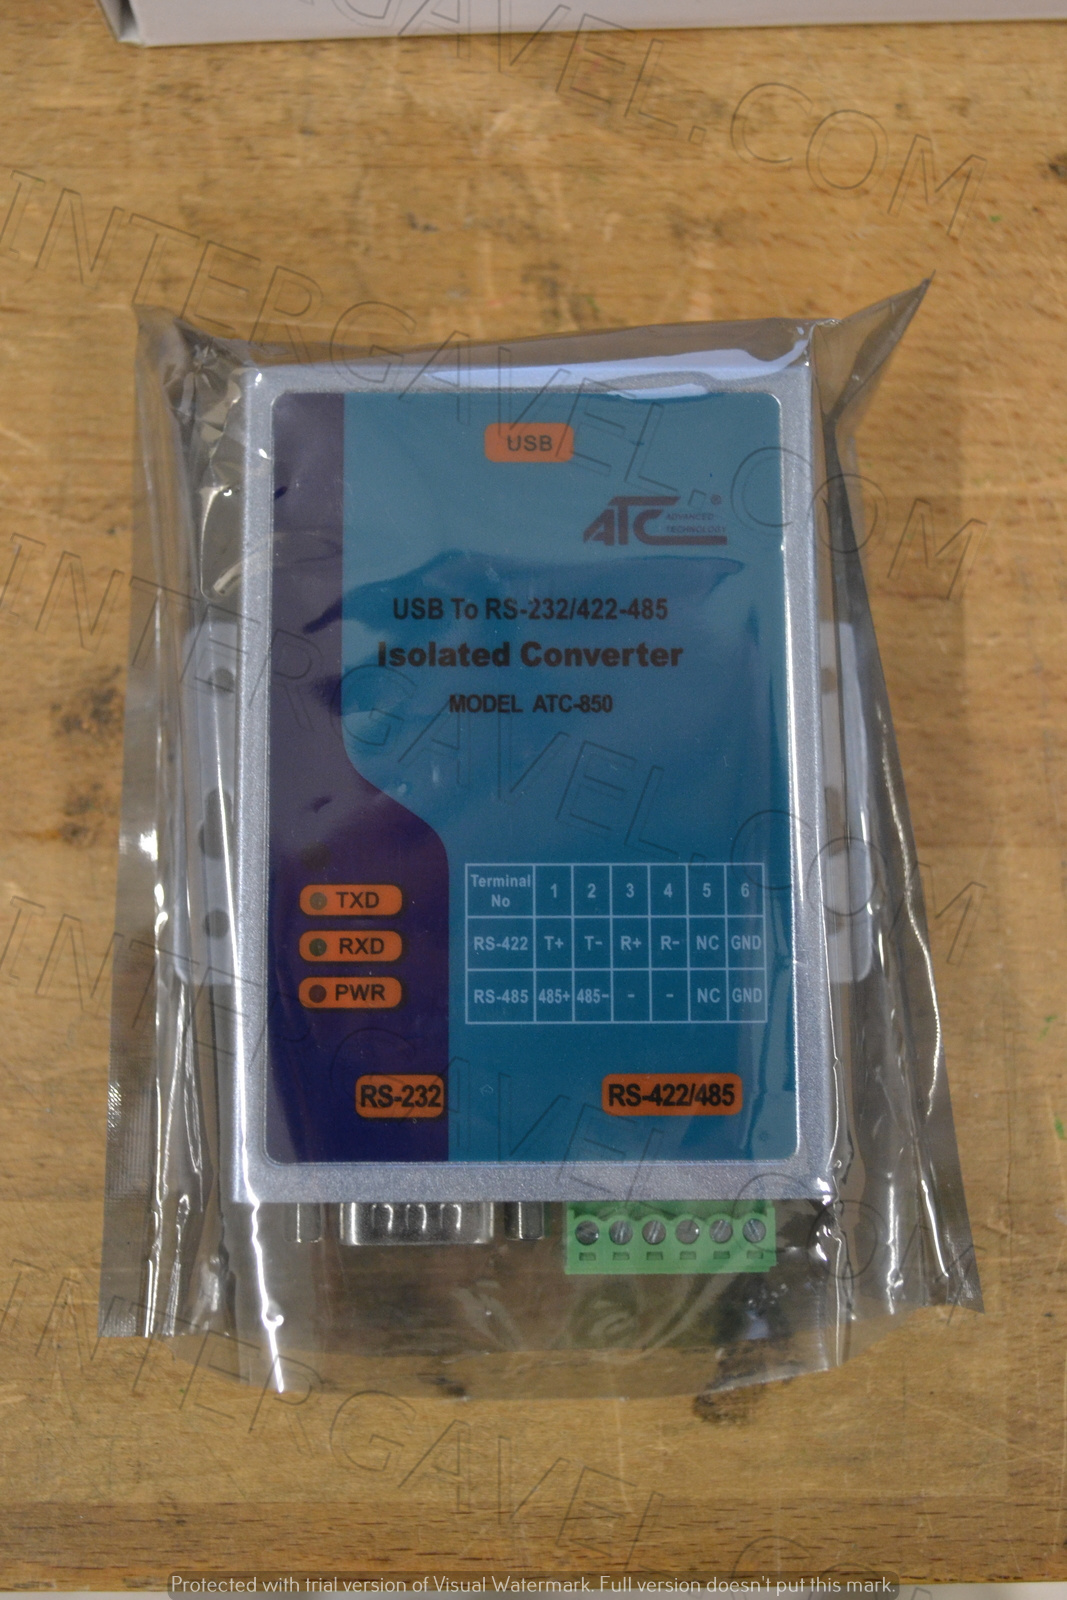 INTERGAVEL.COM
INTERGAVEL.COM
USB
ATC®
ADVANCED
TECHNOLOGY
USB To RS-232/422-485
Isolated Converter
MODEL ATC-850
INTERGAVEL.COM
Terminal No 1 2 3 4 5 6
RS-422 T+ T- R+ R- NC GND
RS-485 485+ 485- - - NC GND
TXD
RXD
PWR
RS-232 RS-422/485
INTERGAVEL.COM
INTERGAVEL
Protected with trial version of Visual Watermark. Full version doesn't put this mark.